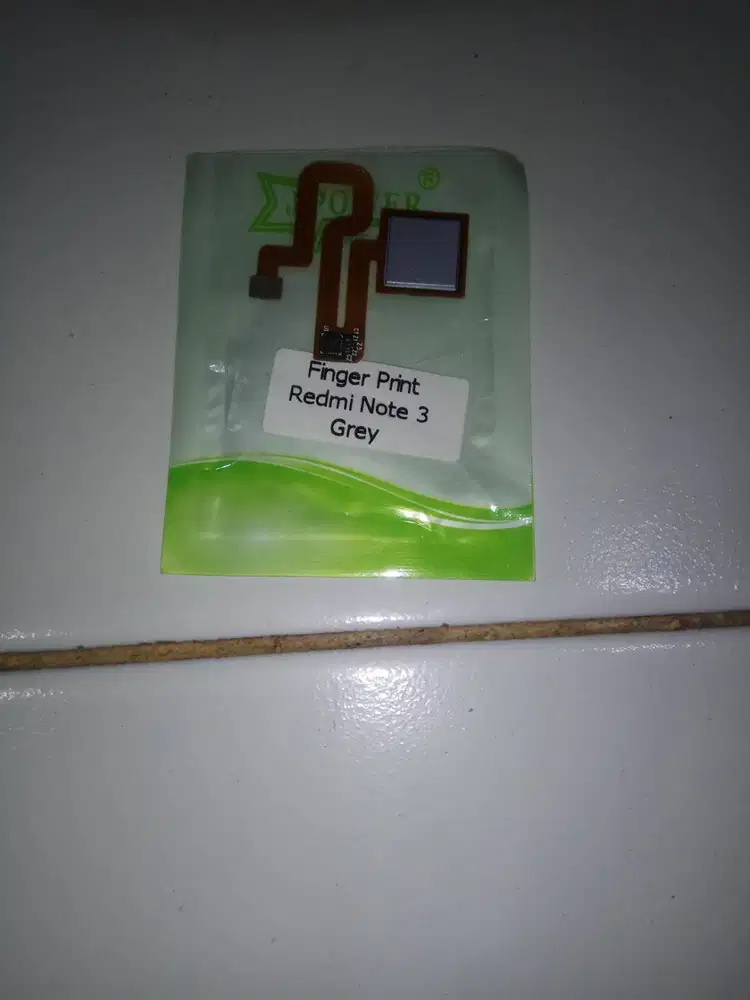 ®
Finger Print
Redmi Note 3
Grey